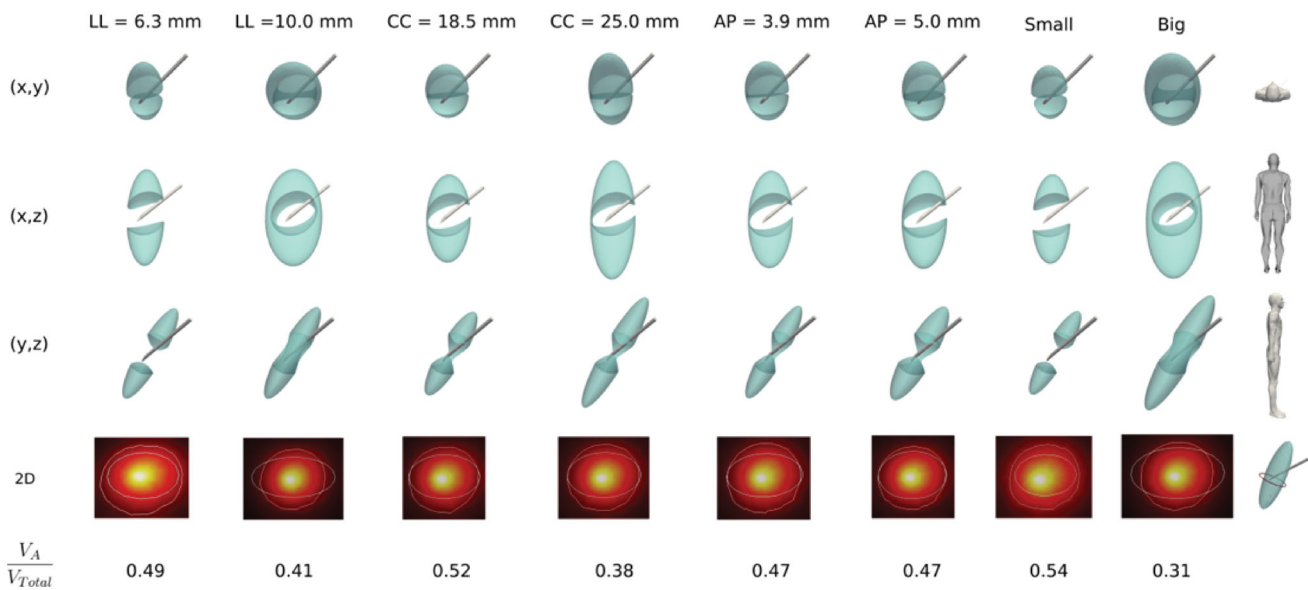 LL = 6.3 mm LL =10.0 mm CC = 18.5 mm CC = 25.0 mm AP = 3.9 mm AP = 5.0 mm Small Big
(x,y)
(x,z)
(y,z)
2D
V_A / V_Total 0.49 0.41 0.52 0.38 0.47 0.47 0.54 0.31